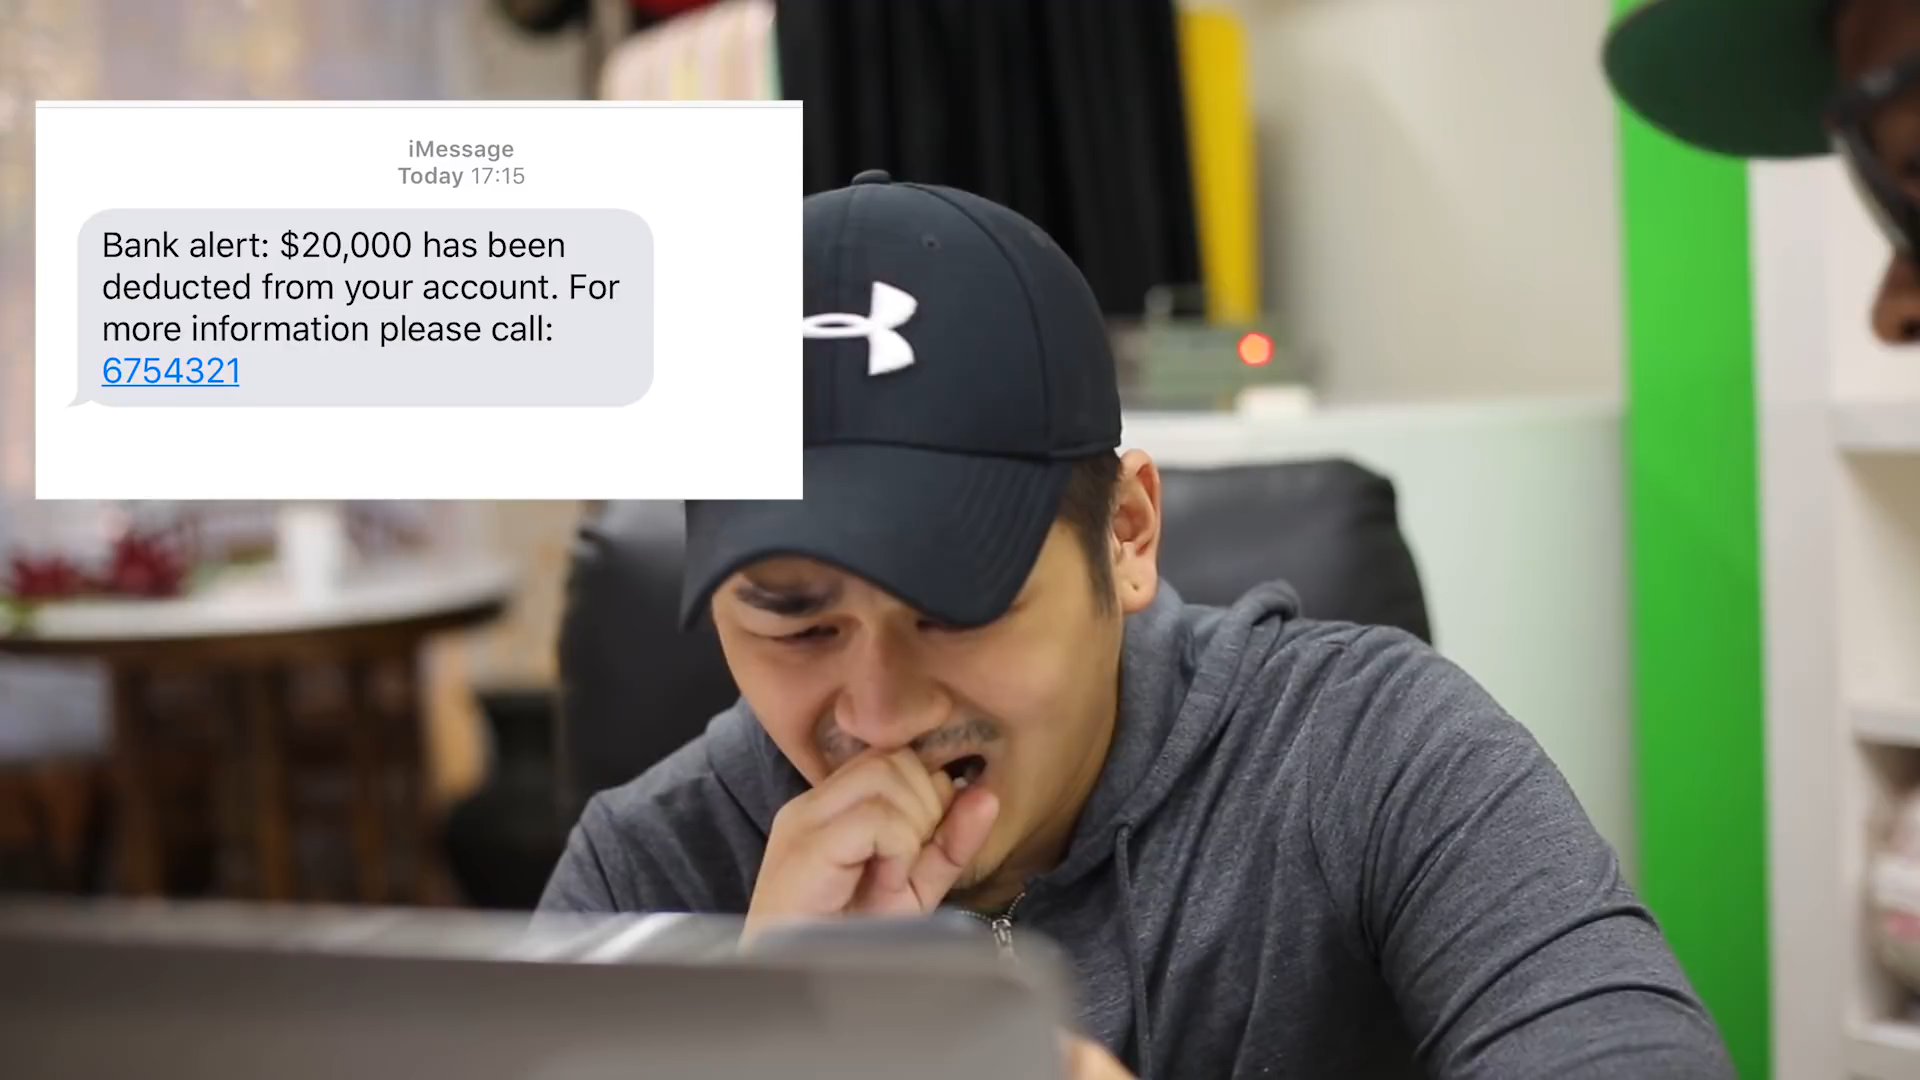 iMessage
Today 17:15
Bank alert: $20,000 has been
deducted from your account. For
more information please call:
6754321